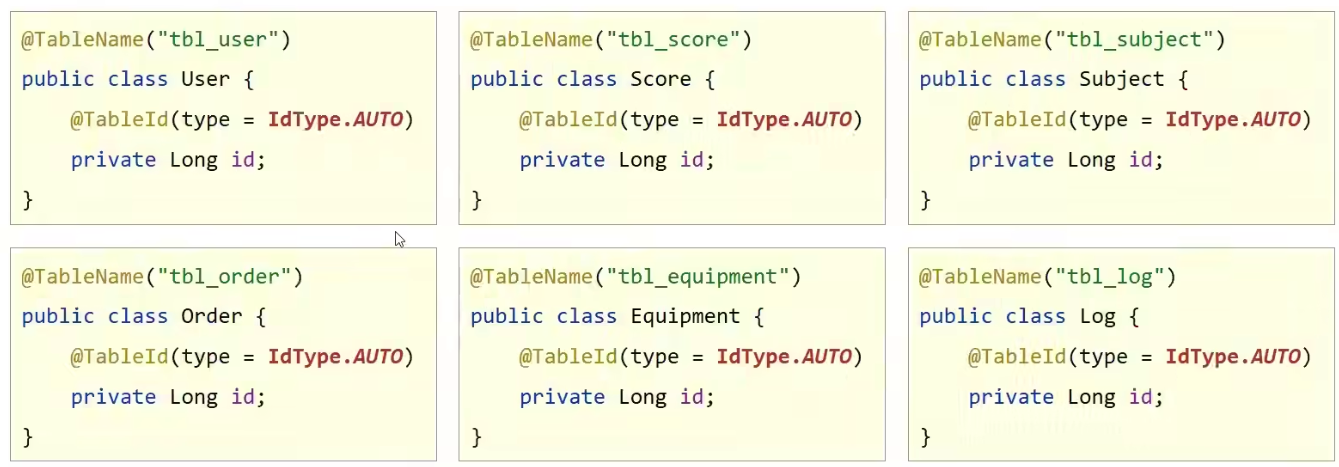 @TableName("tbl_user")
public class User {
    @TableId(type = IdType.AUTO)
    private Long id;
}
@TableName("tbl_score")
public class Score {
    @TableId(type = IdType.AUTO)
    private Long id;
}
@TableName("tbl_subject")
public class Subject {
    @TableId(type = IdType.AUTO)
    private Long id;
}
@TableName("tbl_order")
public class Order {
    @TableId(type = IdType.AUTO)
    private Long id;
}
@TableName("tbl_equipment")
public class Equipment {
    @TableId(type = IdType.AUTO)
    private Long id;
}
@TableName("tbl_log")
public class Log {
    @TableId(type = IdType.AUTO)
    private Long id;
}